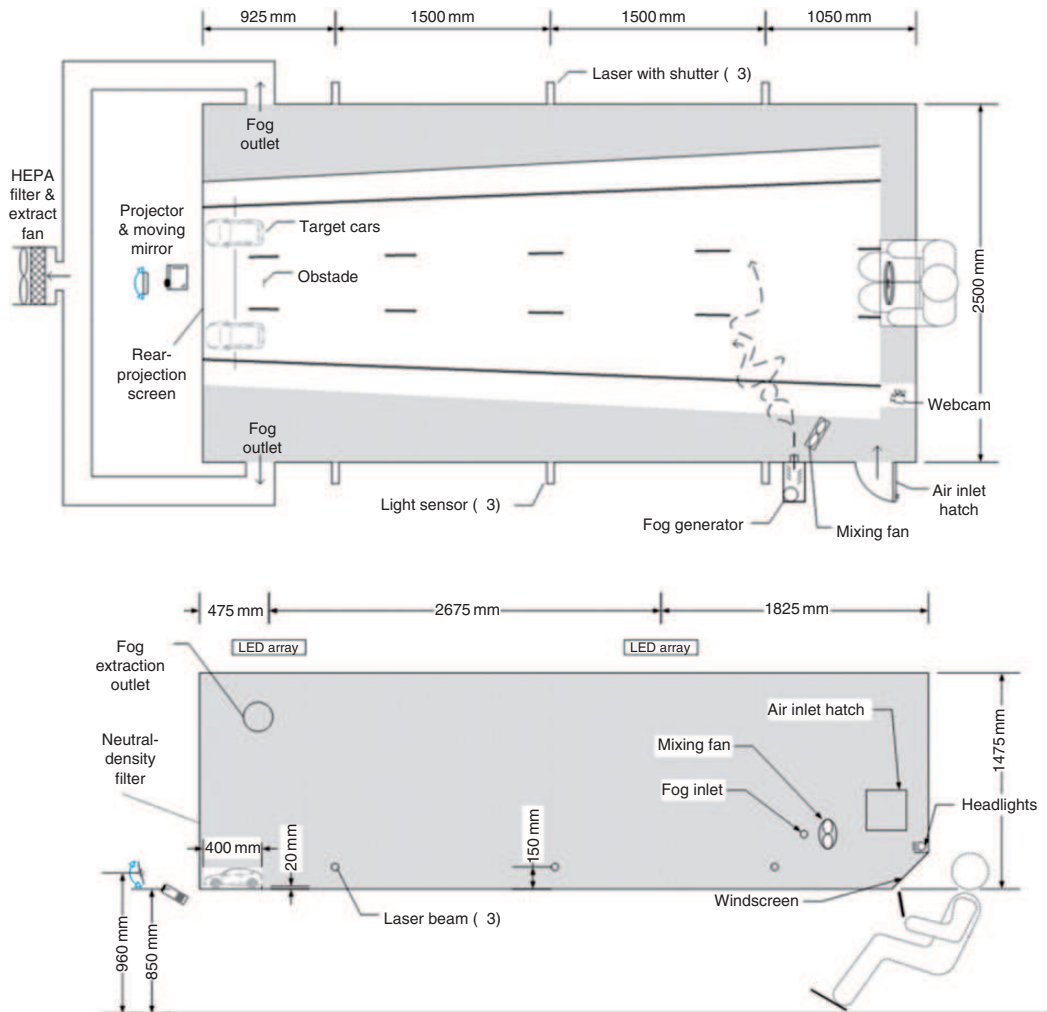 925 mm
1500 mm
1500 mm
1050 mm
Laser with shutter ( 3)
Fog
outlet
HEPA
filter &
extract
fan
Projector
& moving
mirror
Target cars
Obstade
2500 mm
Rear-
projection
screen
Webcam
Fog
outlet
Light sensor ( 3)
Fog generator
Mixing fan
Air inlet
hatch
475 mm
2675 mm
1825 mm
LED array
LED array
Fog
extraction
outlet
Air inlet hatch
Mixing fan
1475 mm
Neutral-
density
filter
Fog inlet
Headlights
400 mm
20 mm
150 mm
Windscreen
Laser beam ( 3)
960 mm
850 mm